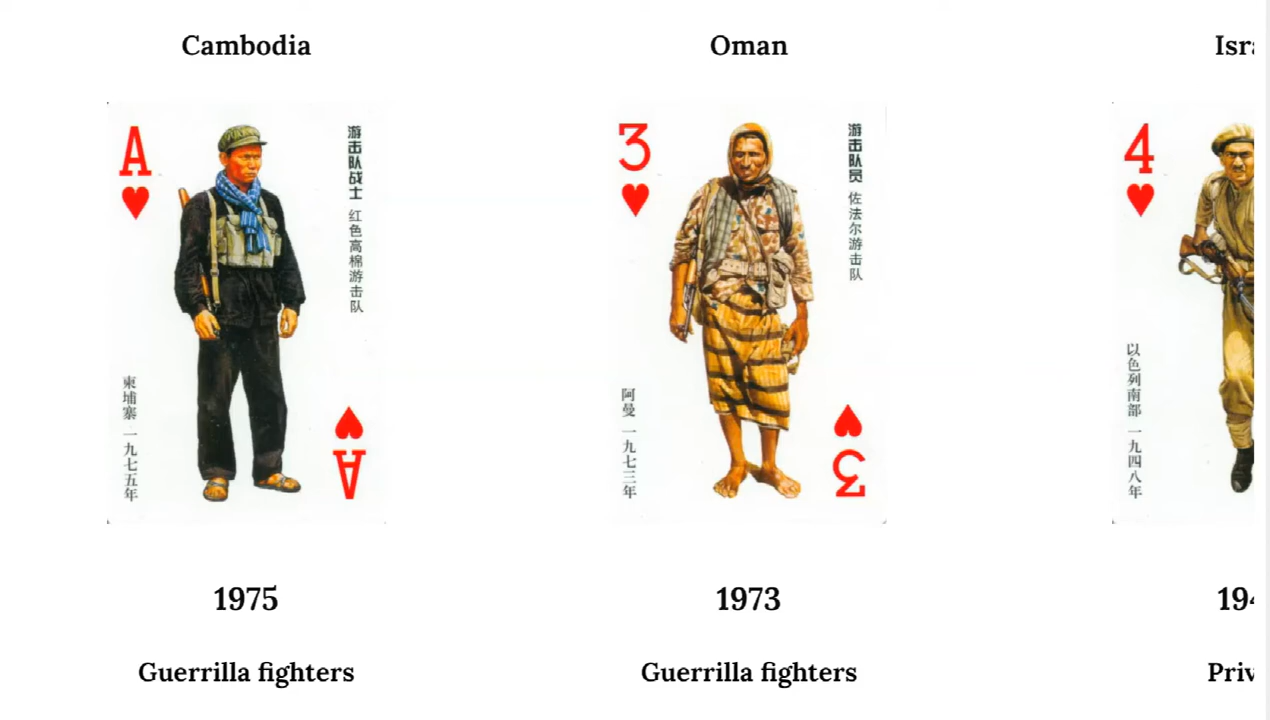 Cambodia
A
游击队战士 红色高棉游击队
柬埔寨 一九七五年
A
1975
Guerrilla fighters
Oman
3
游击队员 佐法尔游击队
阿曼 一九七三年
3
1973
Guerrilla fighters
Isra
4
以色列南部 一九四八年
194
Priv